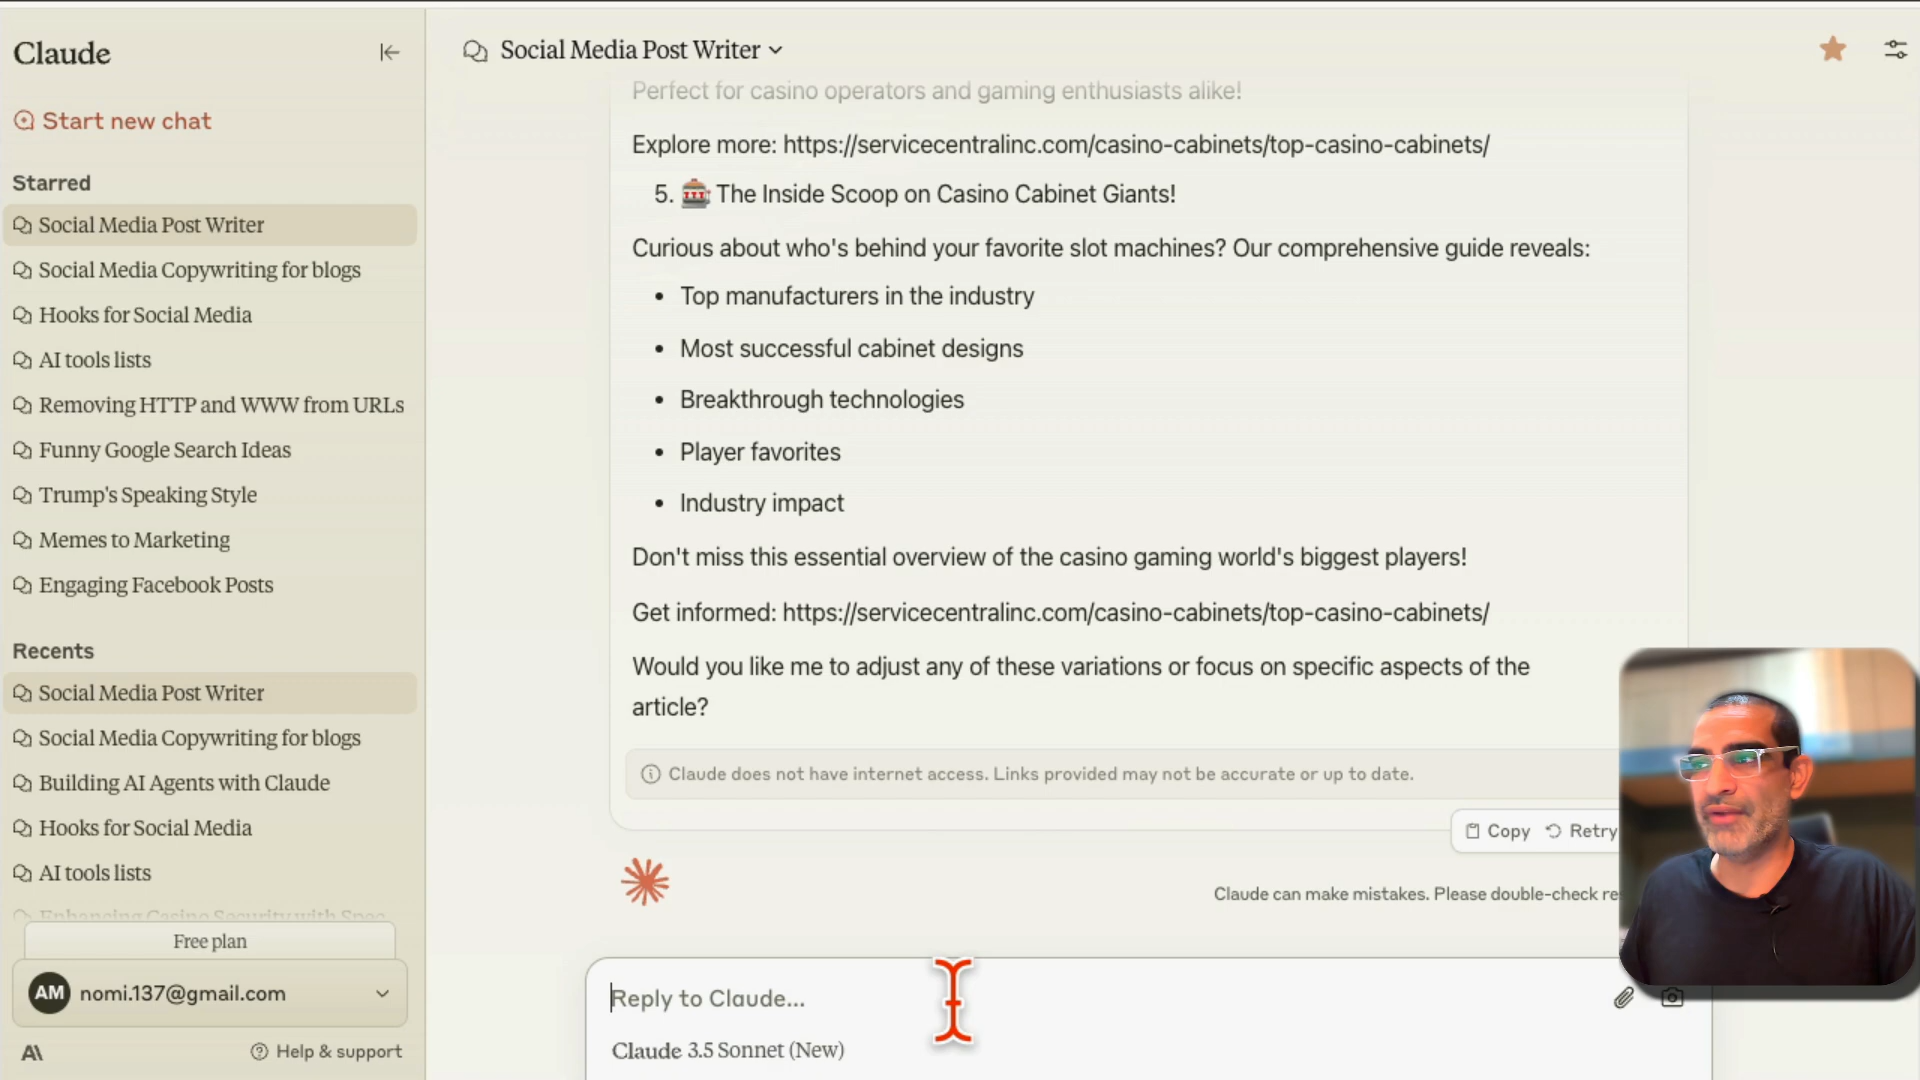 Claude
Start new chat
Starred
Social Media Post Writer
Social Media Copywriting for blogs
Hooks for Social Media
AI tools lists
Removing HTTP and WWW from URLs
Funny Google Search Ideas
Trump's Speaking Style
Memes to Marketing
Engaging Facebook Posts
Recents
Social Media Post Writer
Social Media Copywriting for blogs
Building AI Agents with Claude
Hooks for Social Media
AI tools lists
Enhancing Casino Security with Spec
Free plan
AM nomi.137@gmail.com
Help & support
Social Media Post Writer
Perfect for casino operators and gaming enthusiasts alike!
Explore more: https://servicecentralinc.com/casino-cabinets/top-casino-cabinets/
5. 🎰 The Inside Scoop on Casino Cabinet Giants!
Curious about who's behind your favorite slot machines? Our comprehensive guide reveals:
• Top manufacturers in the industry
• Most successful cabinet designs
• Breakthrough technologies
• Player favorites
• Industry impact
Don't miss this essential overview of the casino gaming world's biggest players!
Get informed: https://servicecentralinc.com/casino-cabinets/top-casino-cabinets/
Would you like me to adjust any of these variations or focus on specific aspects of the
article?
Claude does not have internet access. Links provided may not be accurate or up to date.
Copy Retry
Claude can make mistakes. Please double-check re
Reply to Claude...
Claude 3.5 Sonnet (New)